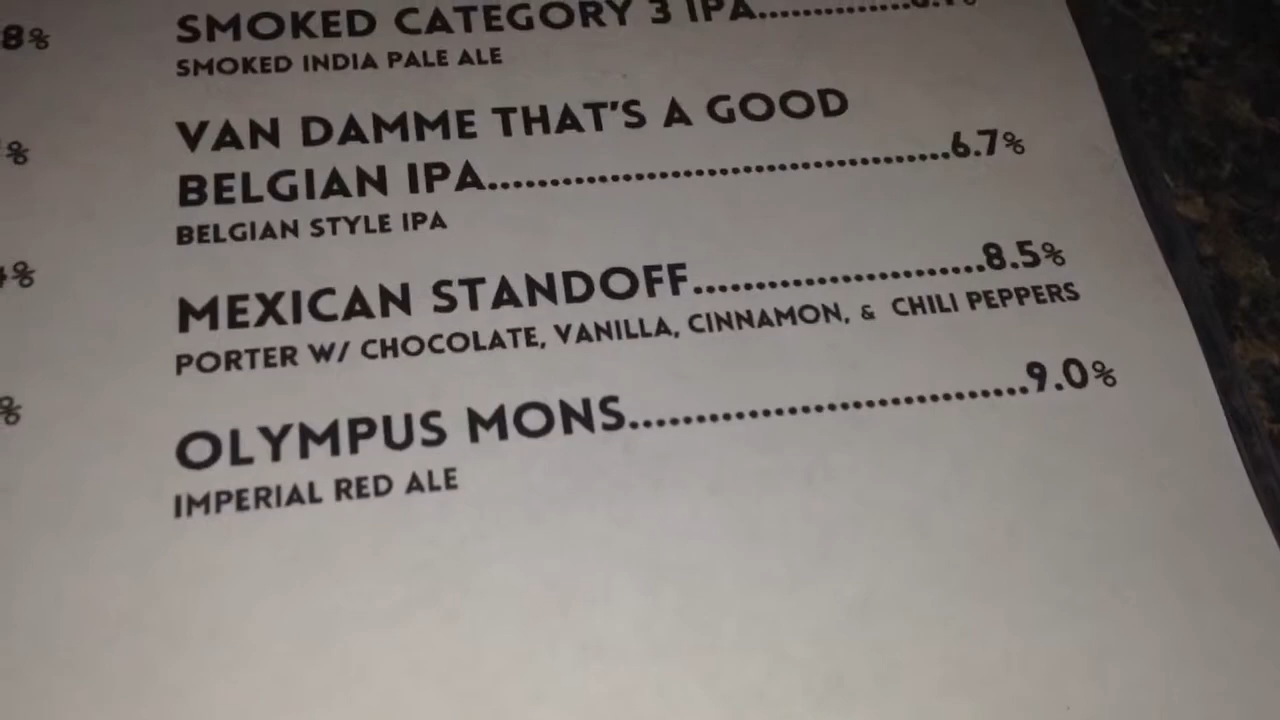 8%
SMOKED CATEGORY 3 IPA..............
SMOKED INDIA PALE ALE
VAN DAMME THAT'S A GOOD
%
BELGIAN IPA..........................................6.7%
BELGIAN STYLE IPA
%
MEXICAN STANDOFF..........................8.5%
PORTER W/ CHOCOLATE, VANILLA, CINNAMON, & CHILI PEPPERS
%
OLYMPUS MONS...................................9.0%
IMPERIAL RED ALE